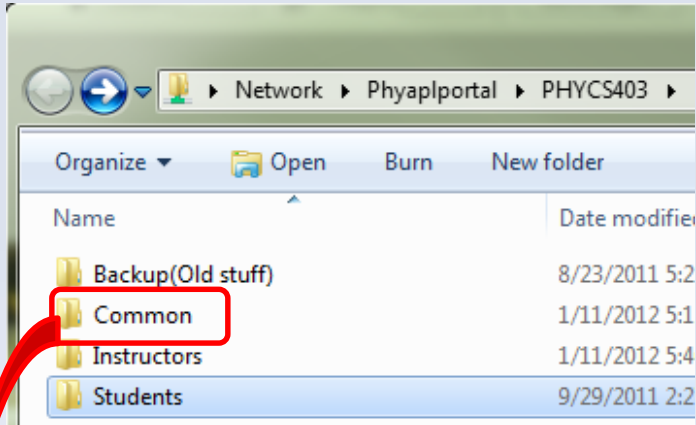 Network Phyaplportal PHYCS403
Organize Open Burn New folder
Name Date modified
Backup(Old stuff) 8/23/2011 5:2
Common 1/11/2012 5:1
Instructors 1/11/2012 5:4
Students 9/29/2011 2:2